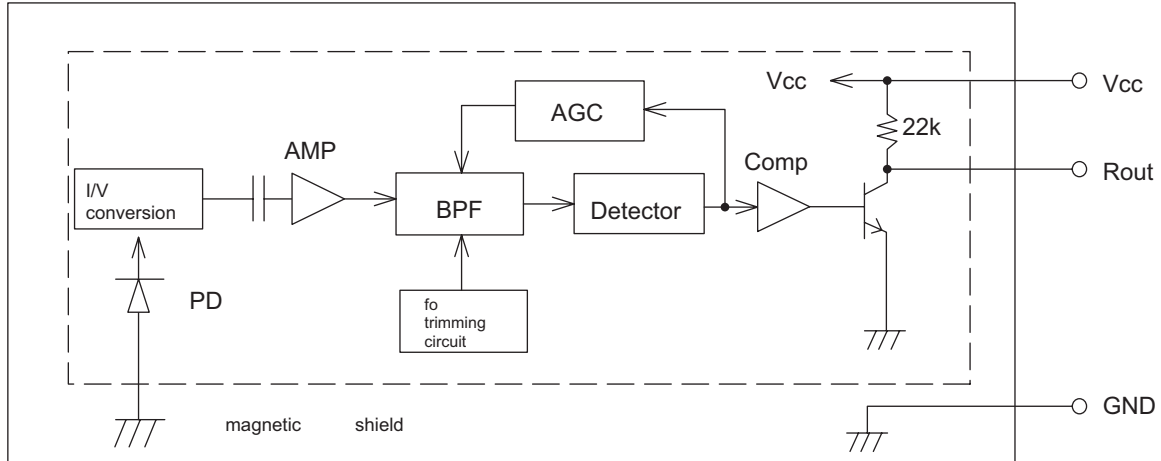 Vcc
Vcc
AGC
22k
AMP
Comp
Rout
I/V
conversion
BPF
Detector
PD
fo
trimming
circuit
GND
magnetic shield